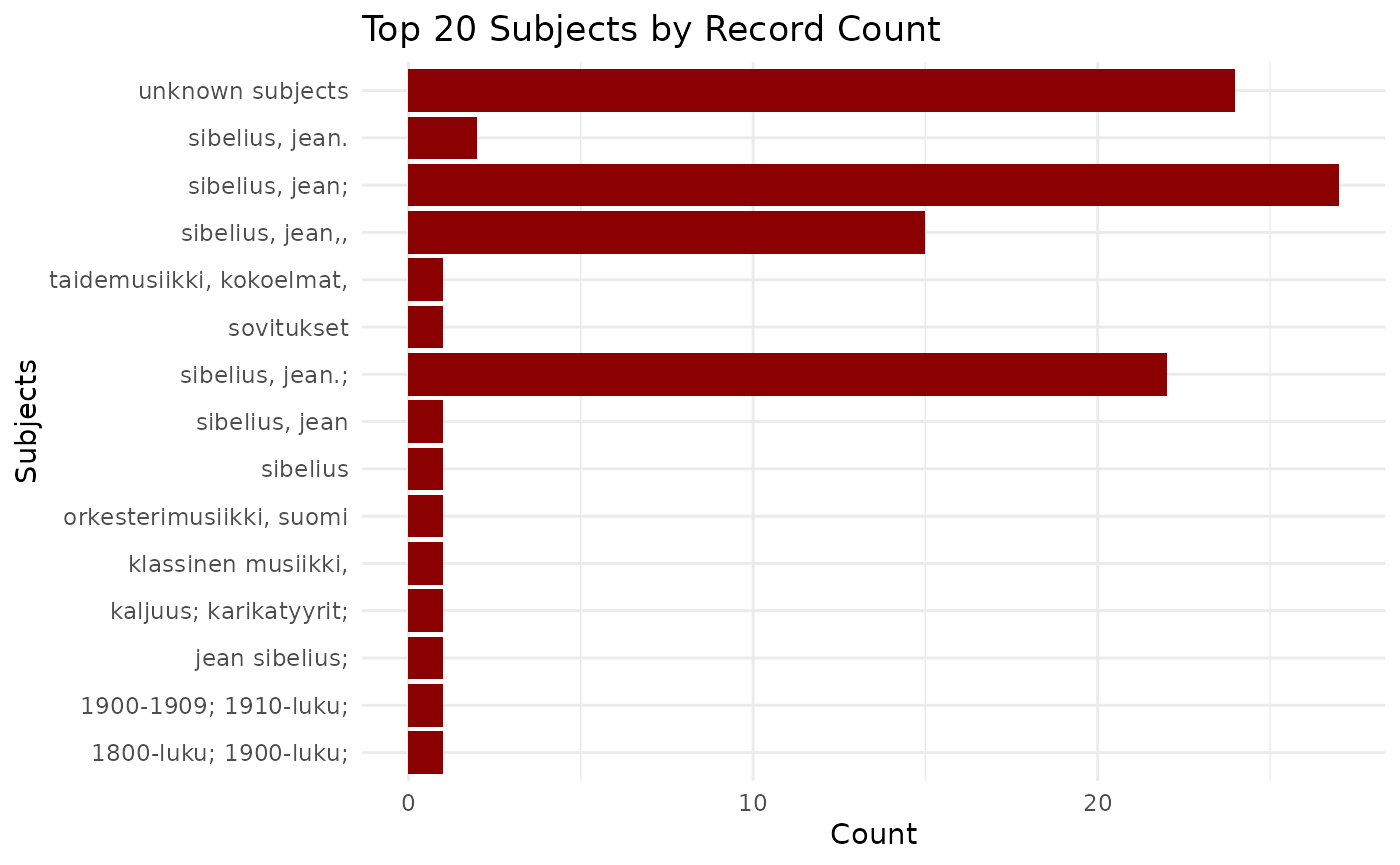 Top 20 Subjects by Record Count
unknown subjects
sibelius, jean.
sibelius, jean;
sibelius, jean,,
taidemusiikki, kokoelmat,
sovitukset
sibelius, jean.;
sibelius, jean
sibelius
orkesterimusiikki, suomi
klassinen musiikki,
kaljuus; karikatyyrit;
jean sibelius;
1900-1909; 1910-luku;
1800-luku; 1900-luku;
Subjects
0 10 20
Count